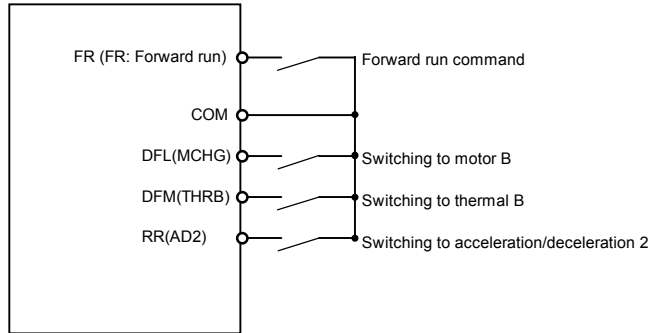 FR (FR: Forward run) Forward run command
COM
DFL(MCHG) Switching to motor B
DFM(THRB) Switching to thermal B
RR(AD2) Switching to acceleration/deceleration 2